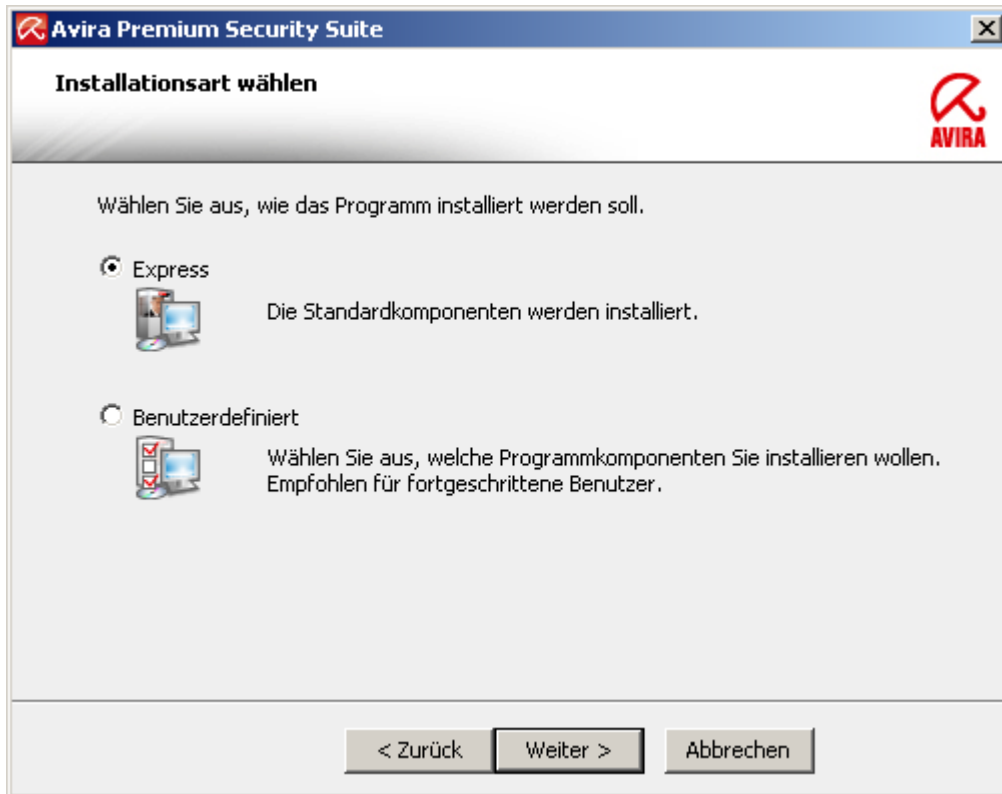 Avira Premium Security Suite
Installationsart wählen
AVIRA
Wählen Sie aus, wie das Programm installiert werden soll.
Express
Die Standardkomponenten werden installiert.
Benutzerdefiniert
Wählen Sie aus, welche Programmkomponenten Sie installieren wollen.
Empfohlen für fortgeschrittene Benutzer.
< Zurück
Weiter >
Abbrechen